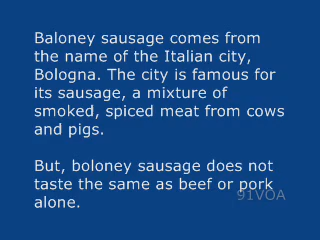 Baloney sausage comes from
the name of the Italian city,
Bologna. The city is famous for
its sausage, a mixture of
smoked, spiced meat from cows
and pigs.
But, boloney sausage does not
taste the same as beef or pork
alone.
91VOA